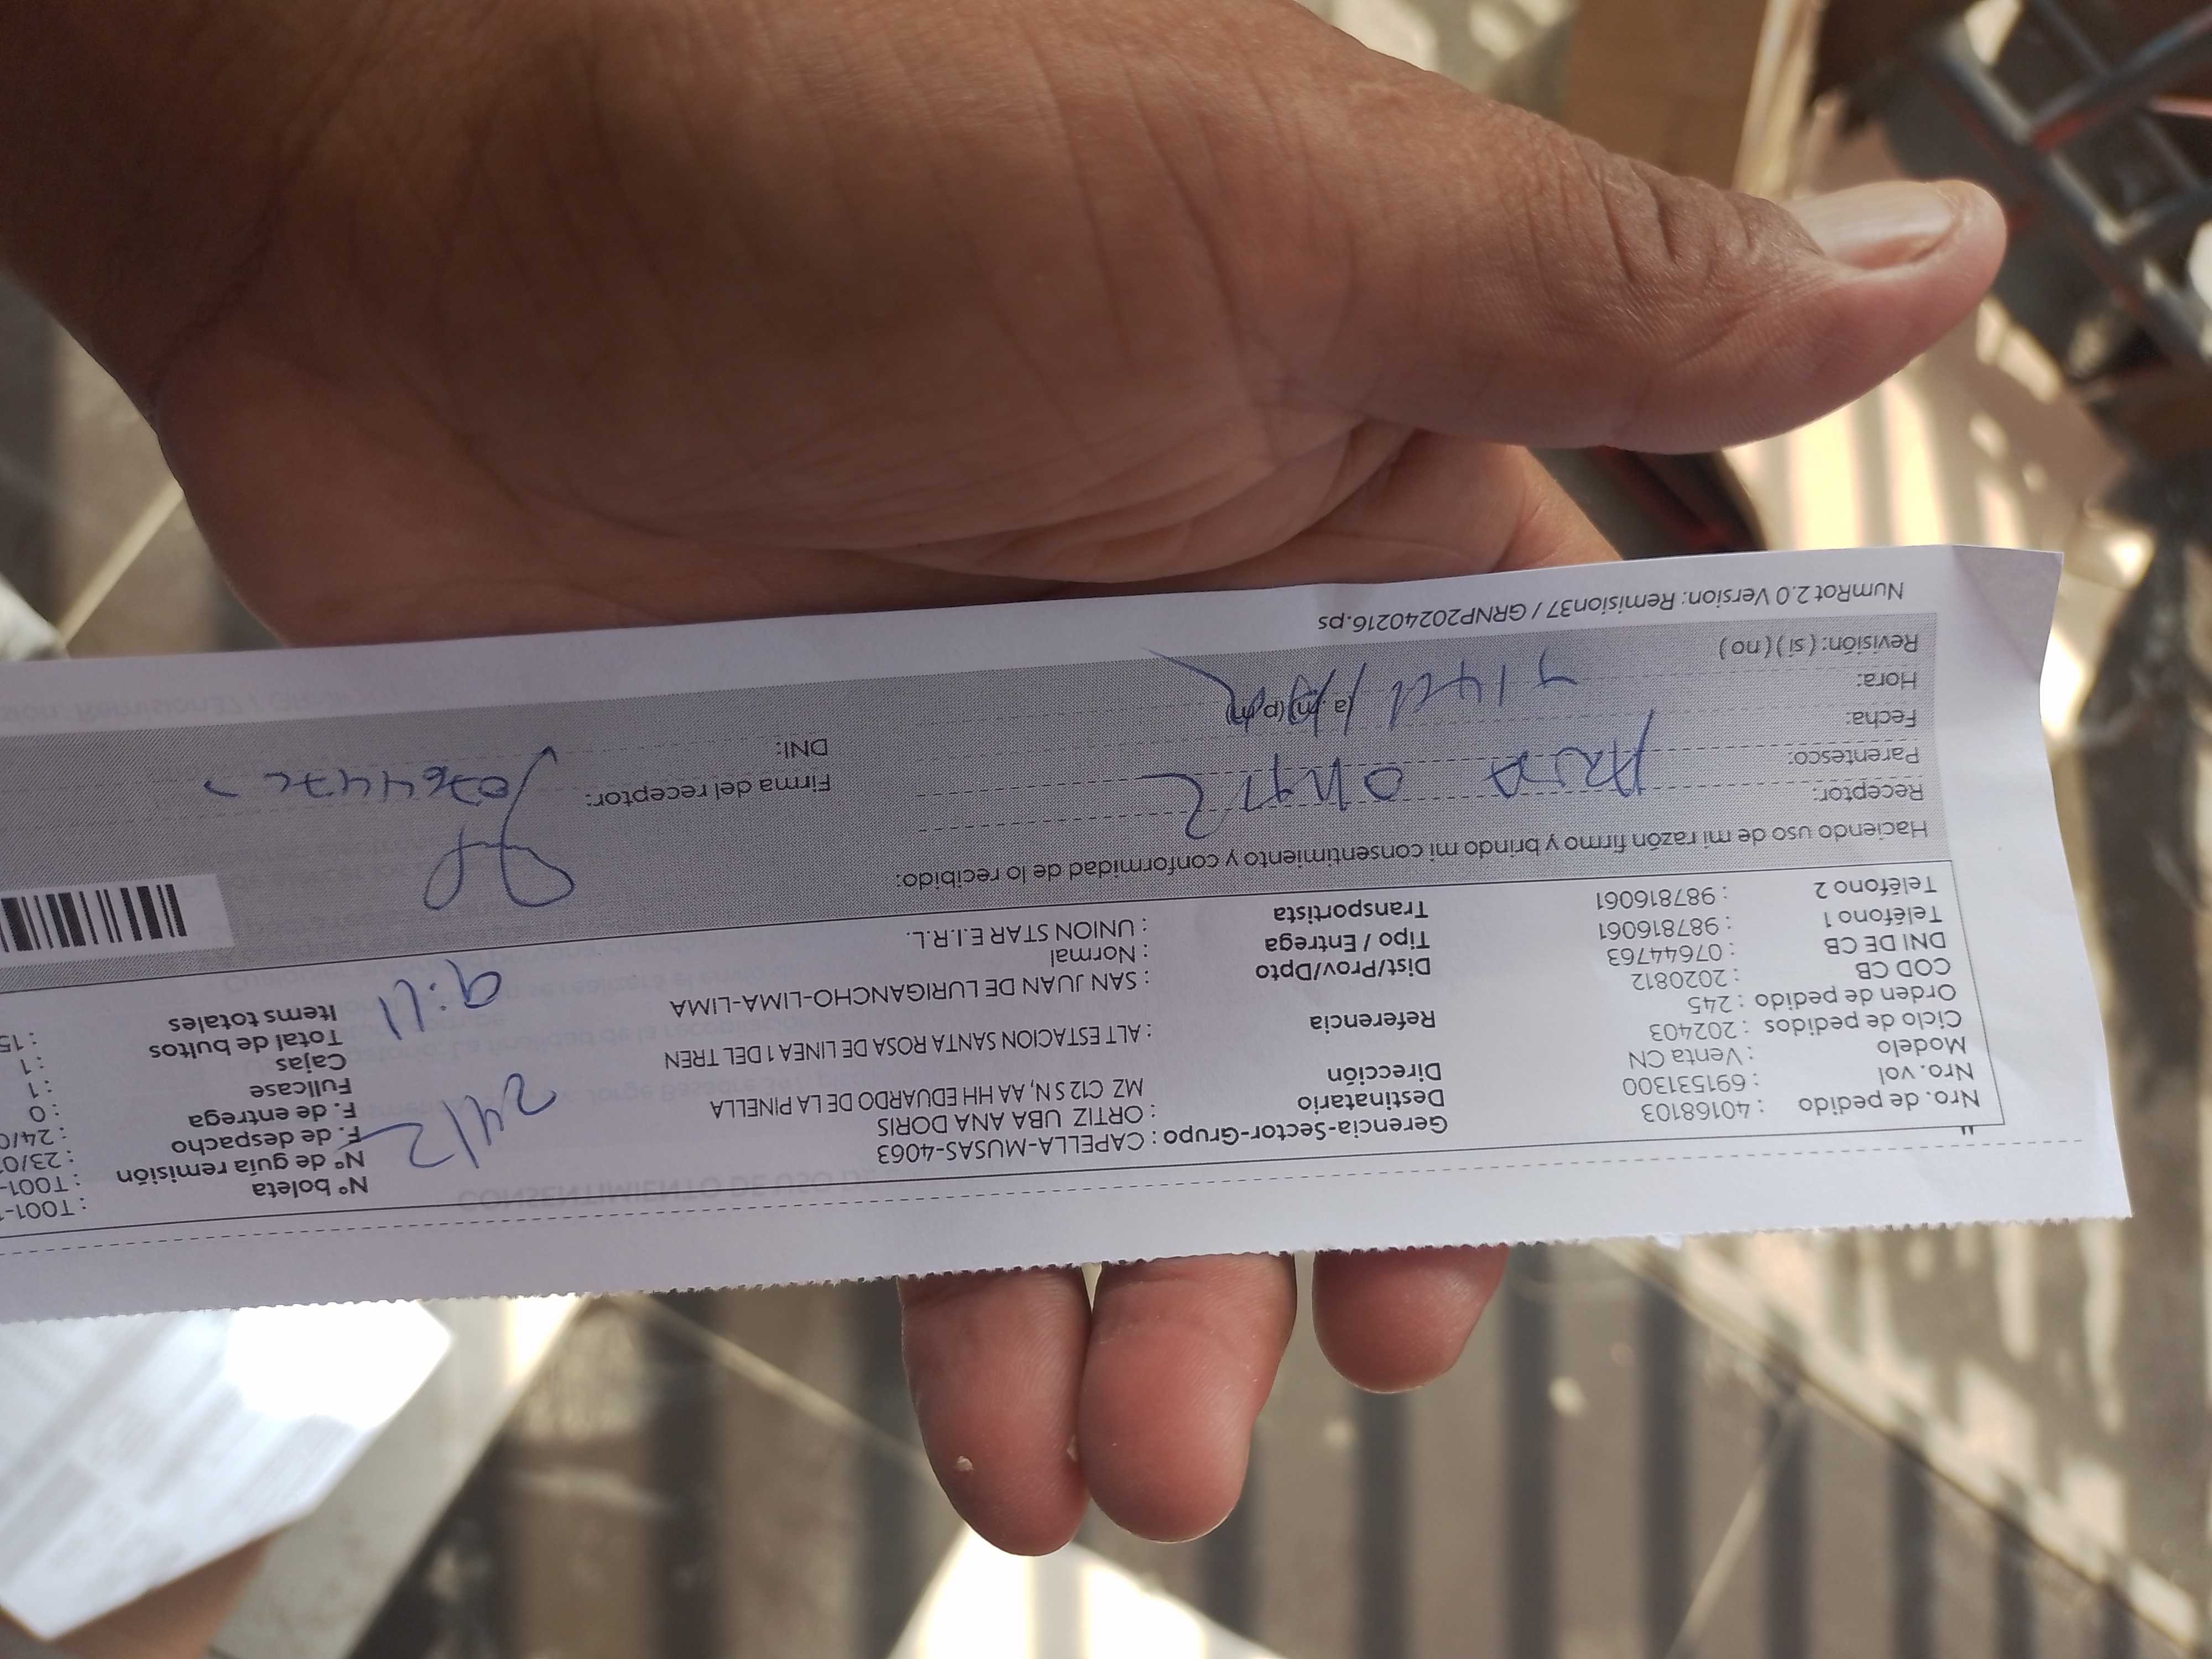 Nro. de pedido : 40168103
Nro. vol : 691531300
Modelo : Venta CN
Ciclo de pedidos : 202403
Orden de pedido : 245
COD CB : 2020812
DNI DE CB : 07644763
Teléfono 1 : 987816061
Teléfono 2 : 987816061
Gerencia-Sector-Grupo : CAPELLA-MUSAS-4063
Destinatario : ORTIZ UBA ANA DORIS
Dirección MZ C12 S N, AA HH EDUARDO DE LA PINELLA
Referencia : ALT ESTACION SANTA ROSA DE LINEA 1 DEL TREN
Dist/Prov/Dpto : SAN JUAN DE LURIGANCHO-LIMA-LIMA
Tipo / Entrega : Normal
Transportista : UNION STAR E.I.R.L.
N° boleta : T001-
N° de guía remisión : T001-
F. de despacho : 23/0
F. de entrega : 24/0
Fullcase : 0
Cajas : 1
Total de bultos : 1
Items totales : 15
24/2
9:11
Haciendo uso de mi razón firmo y brindo mi consentimiento y conformidad de lo recibido:
Receptor:
Parentesco:
Fecha:
Hora: (a.m) (p.m)
Revisión: ( si ) ( no )
Firma del receptor:
DNI:
NumRot 2.0 Version: Remision37 / GRNP20240216.ps